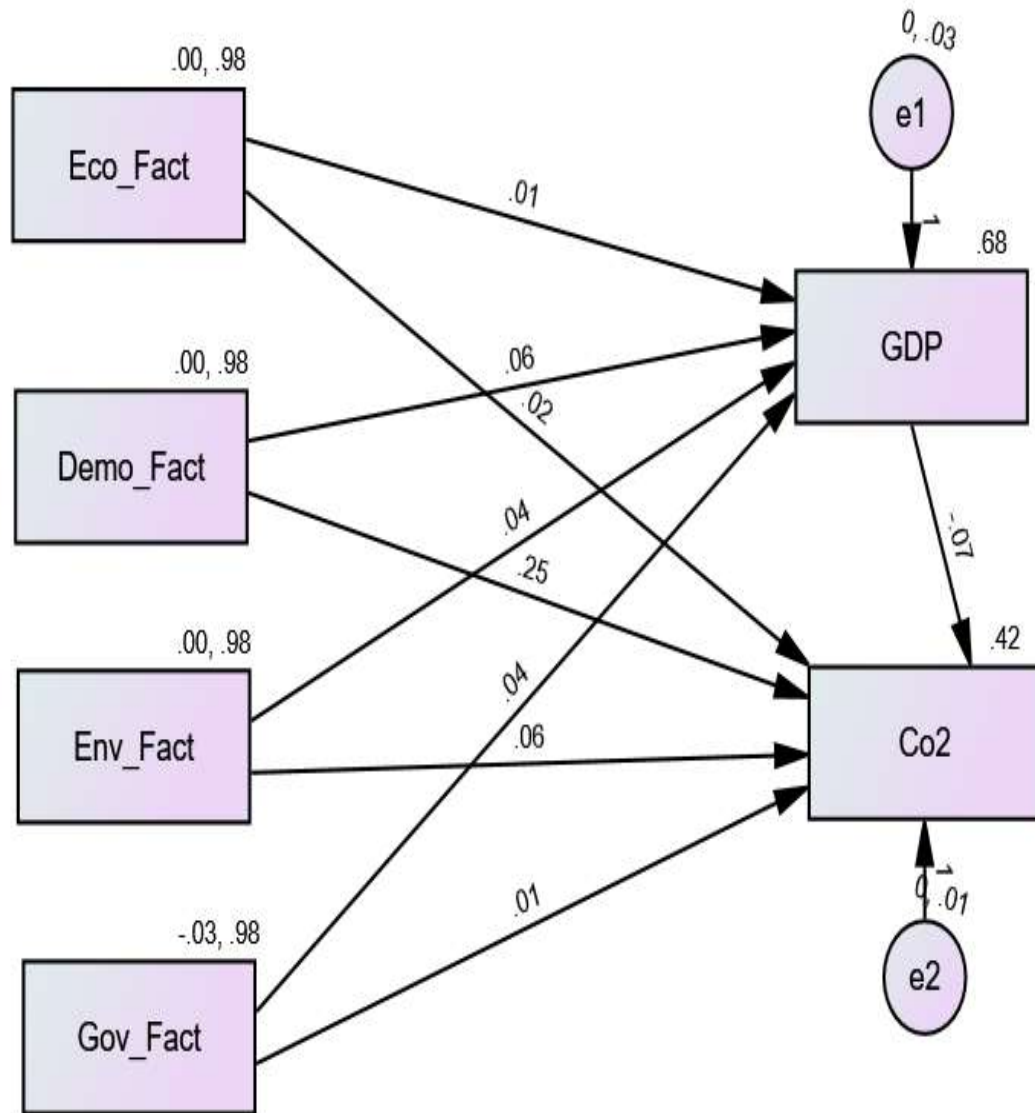 0, .03
.00, .98
Eco_Fact
e1
.01
1
.68
GDP
.00, .98
Demo_Fact
.06
.02
.04
.25
-.07
.00, .98
Env_Fact
.04
.06
.42
Co2
-.03, .98
Gov_Fact
.01
1
0, .01
e2